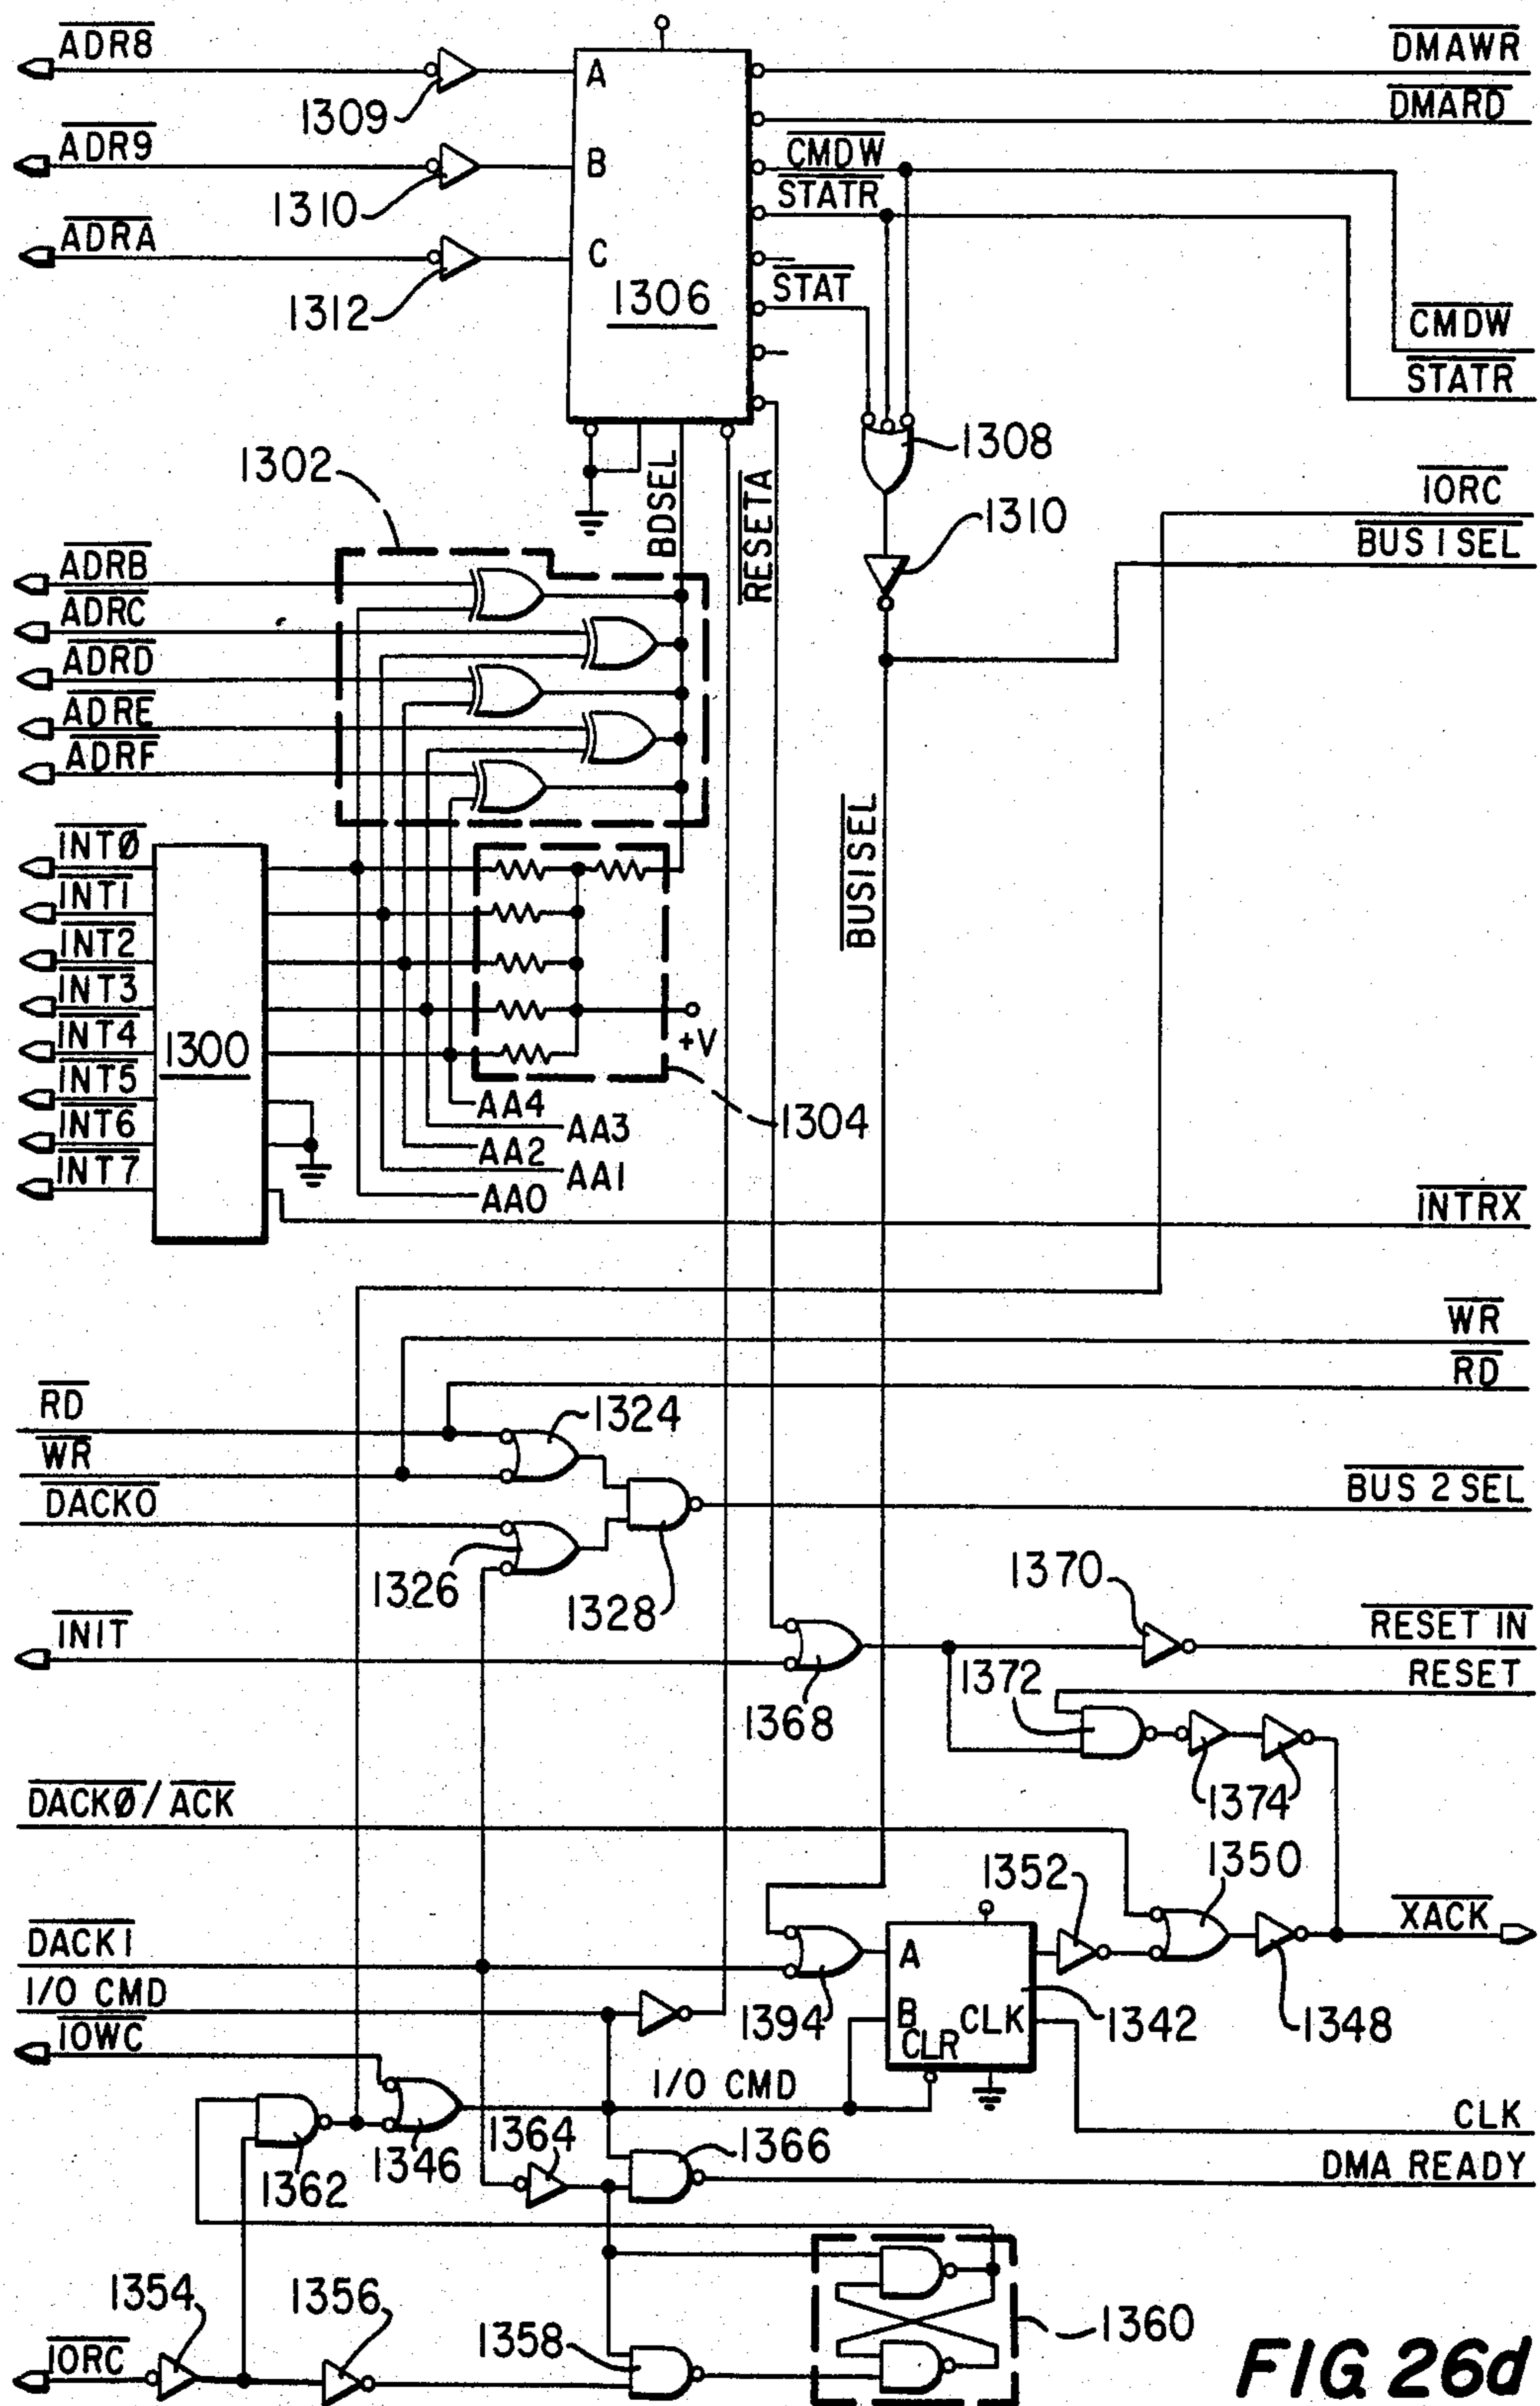 ADR8
DMAWR
1309
A
DMARD
ADR9
CMDW
B
STATR
1310
ADRA
C
STAT
1306
1312
CMDW
STATR
1302
1308
BDSEL
RESETA
IORC
1310
BUS1SEL
ADRB
ADRC
ADRD
ADRE
ADRF
BUS1SEL
INTØ
INT1
INT2
INT3
INT4
INT5
INT6
INT7
1300
+V
1304
AA4
AA3
AA2
AA1
AA0
INTRX
WR
RD
RD
1324
WR
DACKO
BUS 2 SEL
1326
1328
1370
INIT
RESET IN
RESET
1372
1368
DACKØ/ACK
1374
1350
1352
XACK
DACK1
A
I/O CMD
1394
B
CLK
CLR
1342
1348
IOWC
I/O CMD
1364
1366
CLK
1362
1346
DMA READY
1354
1356
1358
1360
IORC
FIG 26d